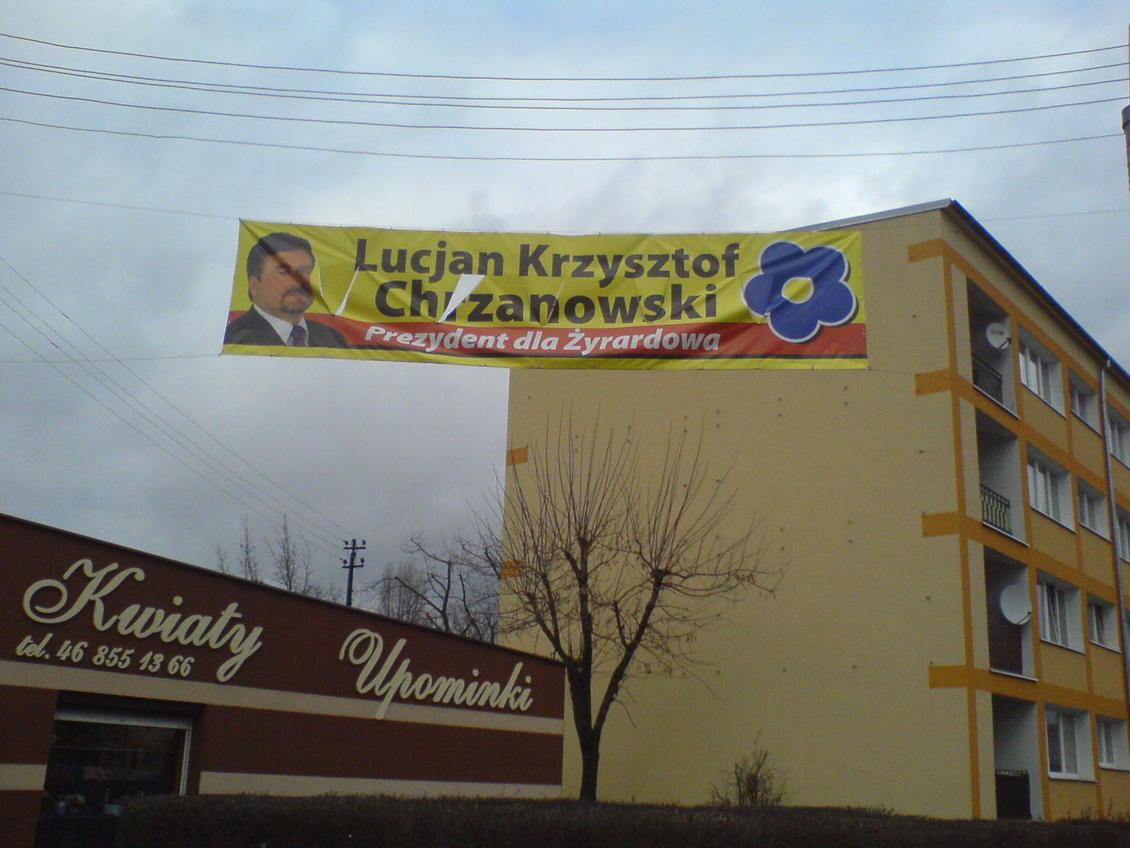 Lucjan Krzysztof
Chrzanowski
Prezydent dla Żyrardowa
Kwiaty
tel. 46 855 13 66
Upominki